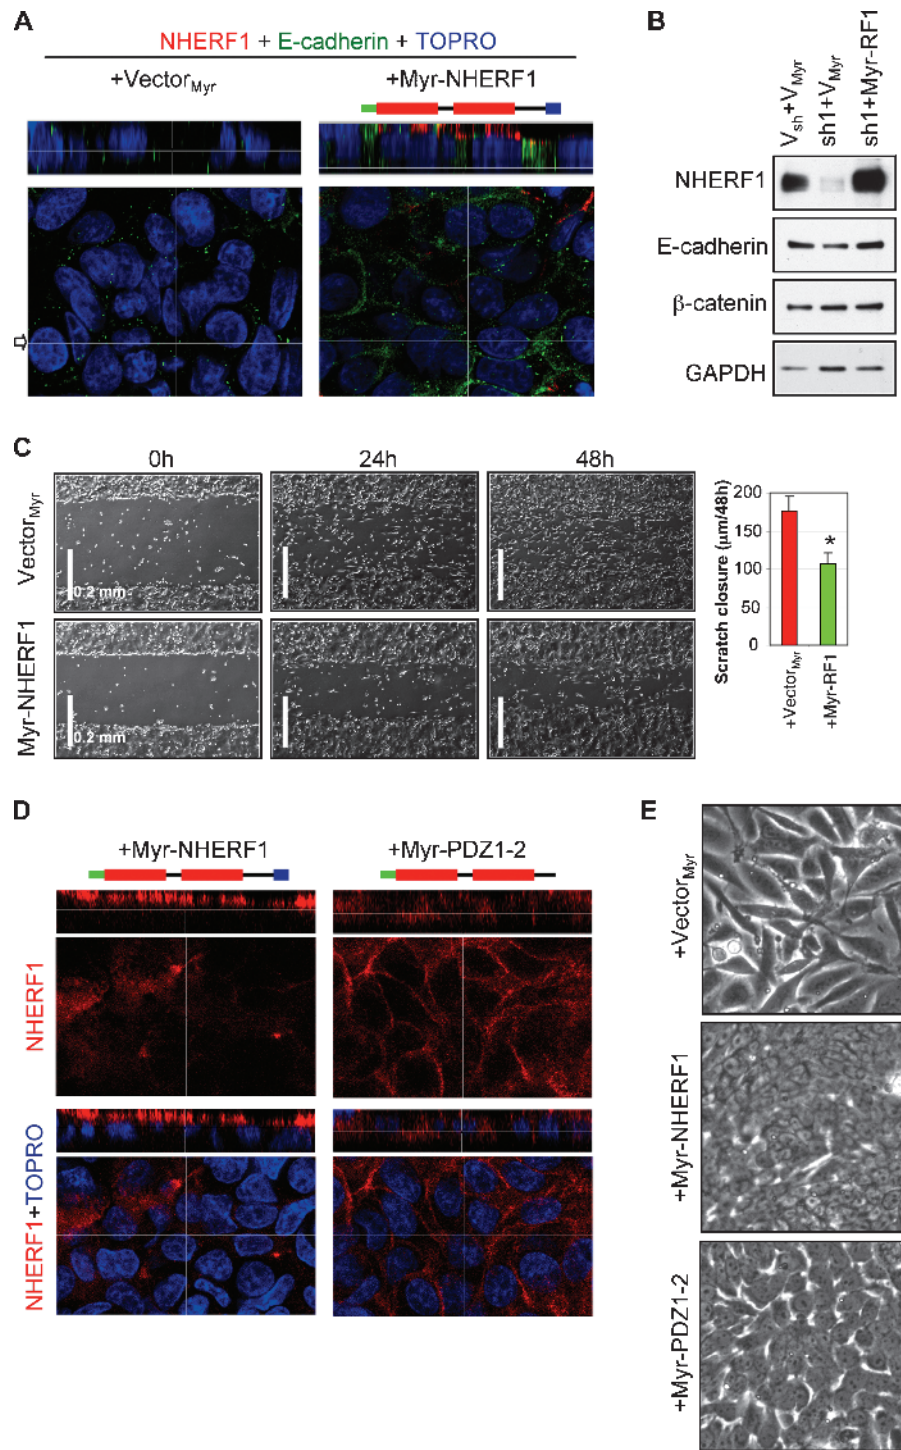 A
NHERF1 + E-cadherin + TOPRO
+VectorMyr
+Myr-NHERF1
B
Vsh+VMyr
sh1+VMyr
sh1+Myr-RF1
NHERF1
E-cadherin
β-catenin
GAPDH
C
0h
24h
48h
VectorMyr
0.2 mm
Myr-NHERF1
0.2 mm
Scratch closure (μm/48h)
200
150
100
50
0
*
+VectorMyr
+Myr-RF1
D
+Myr-NHERF1
+Myr-PDZ1-2
NHERF1
NHERF1+TOPRO
E
+VectorMyr
+Myr-NHERF1
+Myr-PDZ1-2